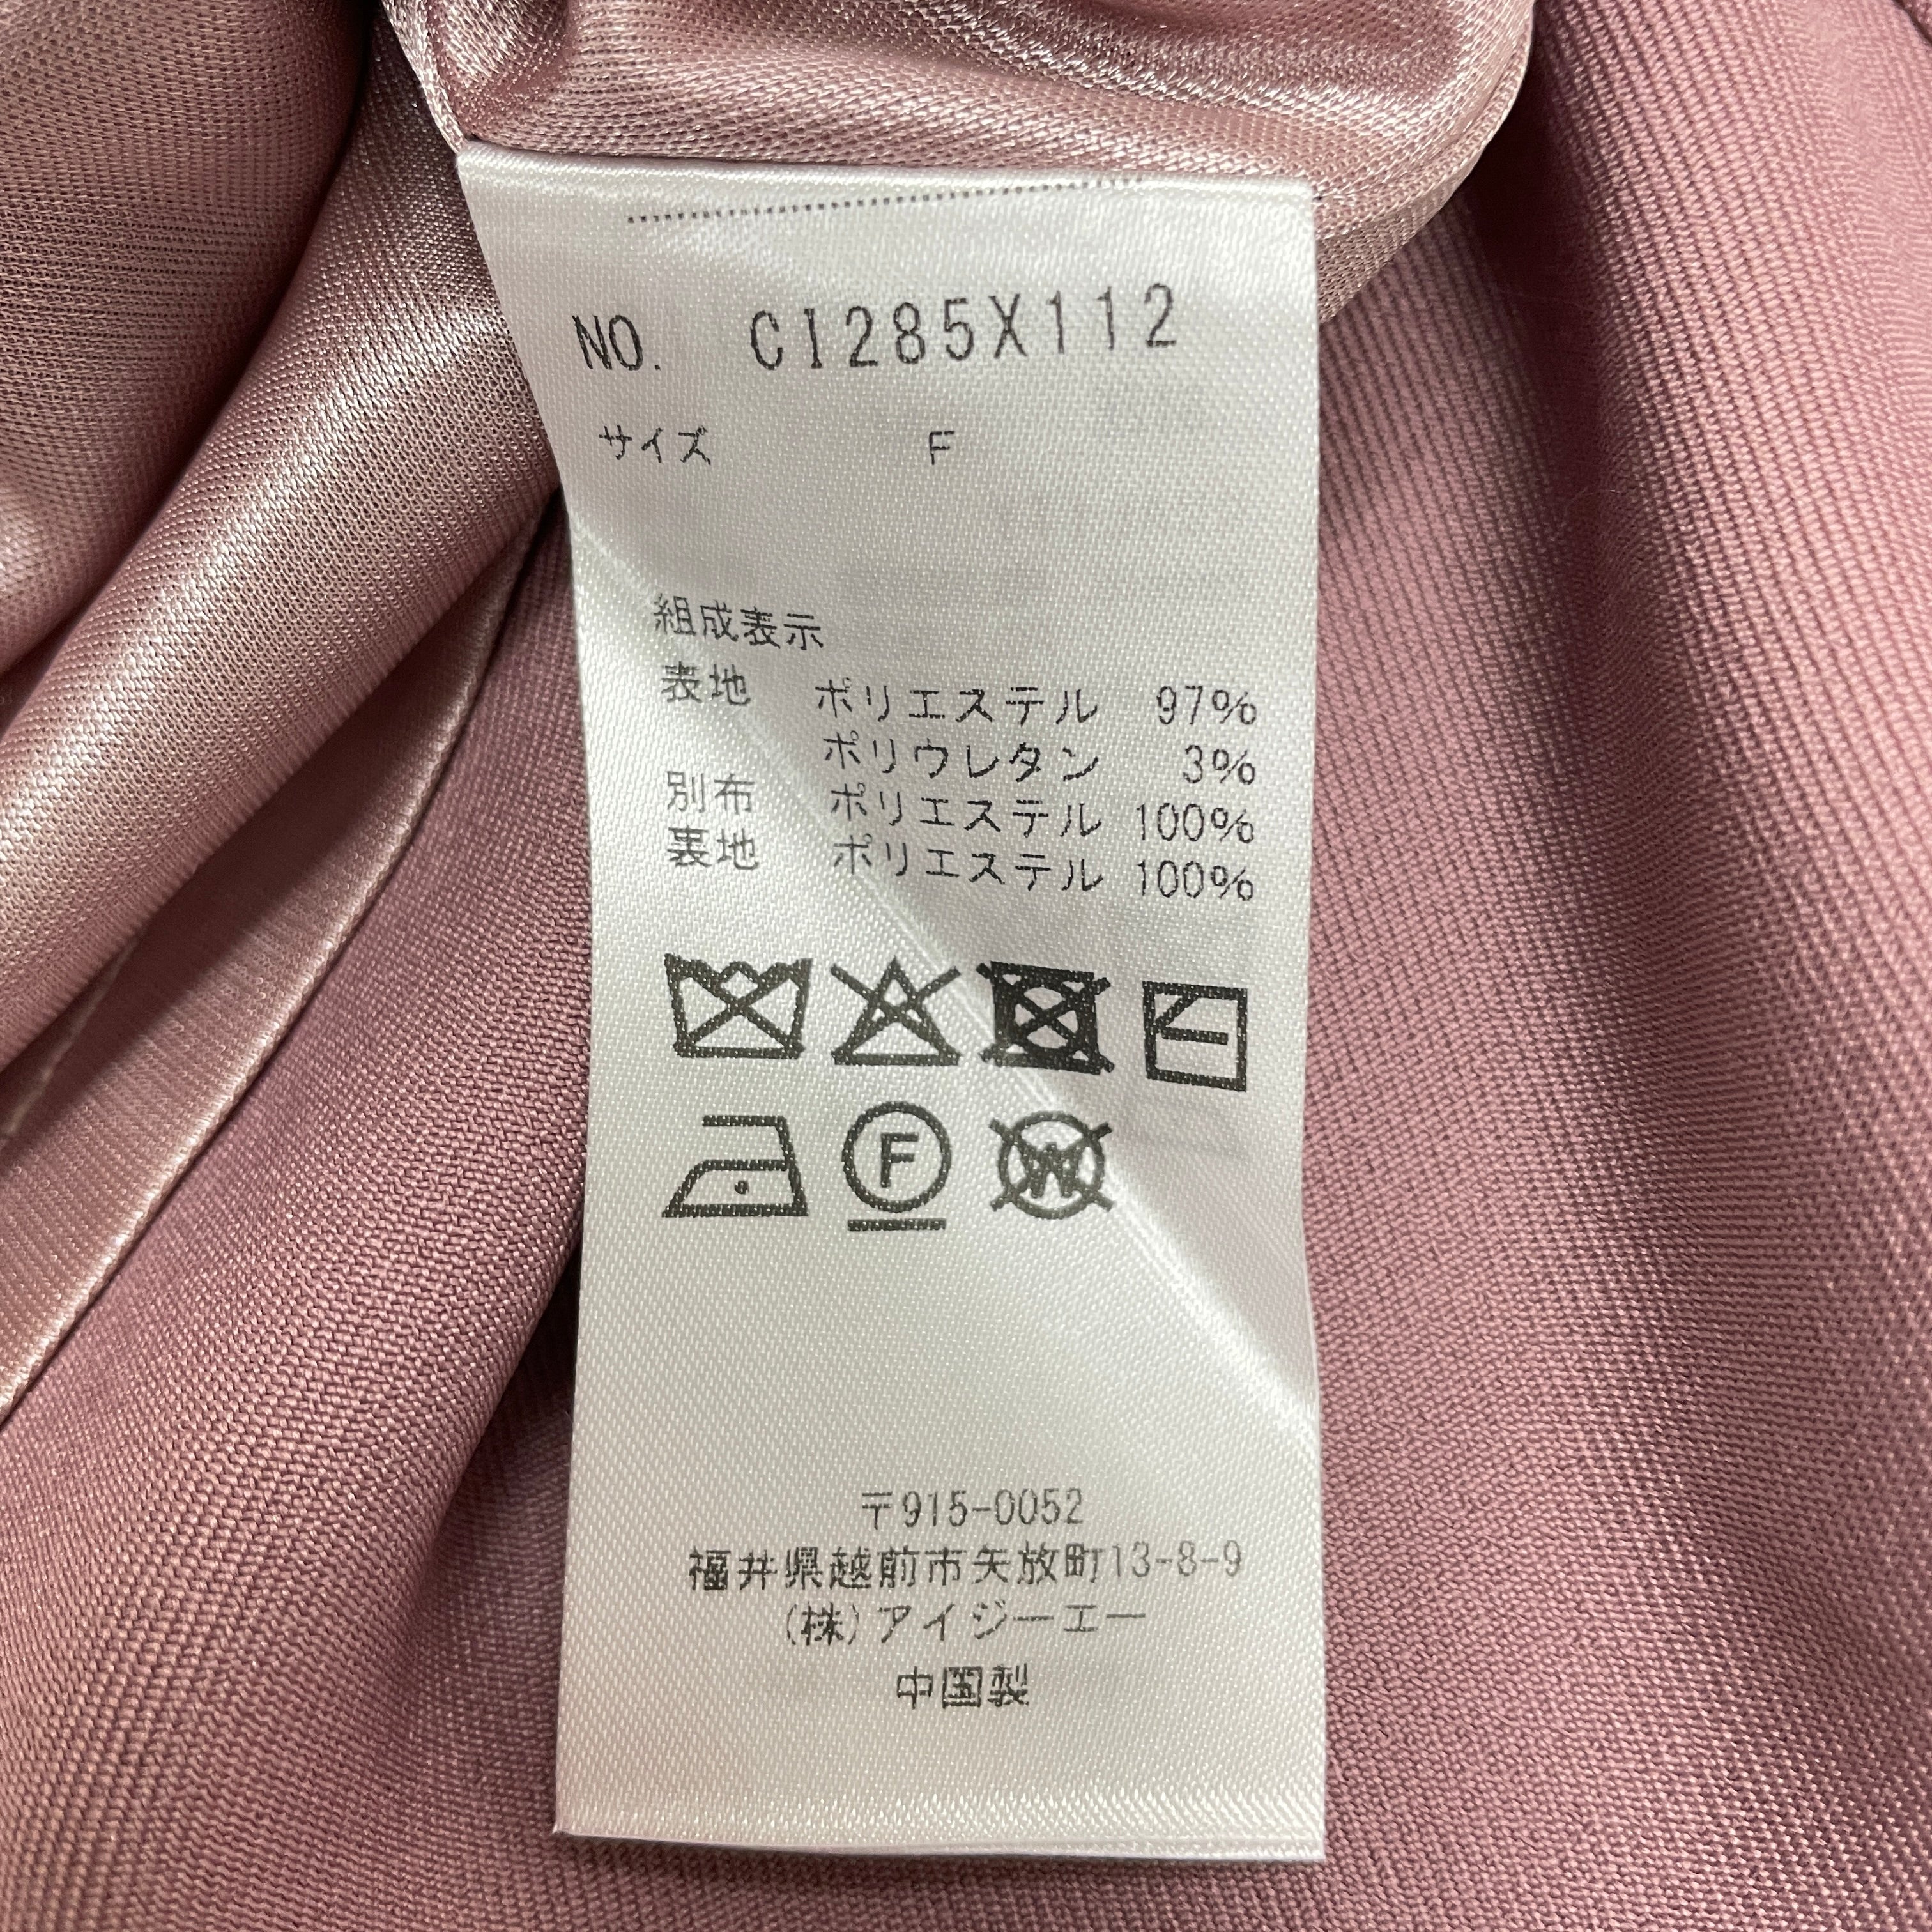 NO. CI285X112
サイズ F
組成表示
表地 ポリエステル 97%
ポリウレタン 3%
別布 ポリエステル 100%
裏地 ポリエステル 100%
F
W
〒915-0052
福井県越前市矢放町13-8-9
(株)アイジーエー
中国製